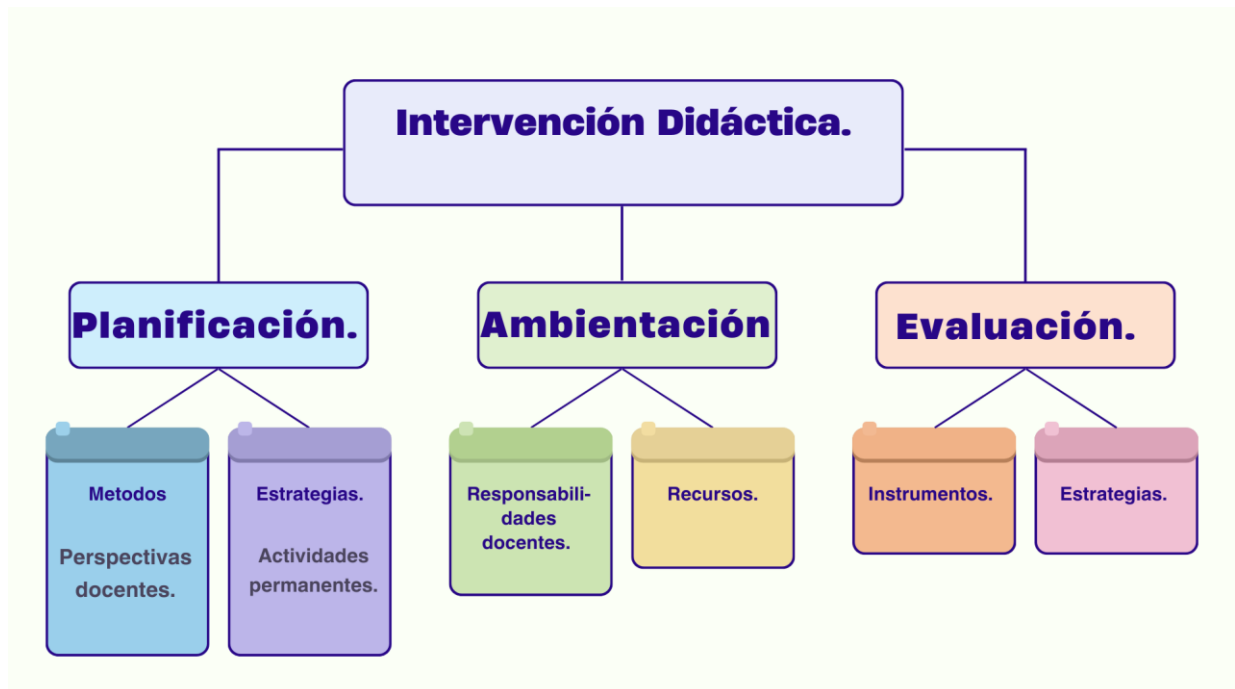 Intervención Didáctica.
Planificación.
Ambientación
Evaluación.
Metodos
Perspectivas
docentes.
Estrategias.
Actividades
permanentes.
Responsabili-
dades
docentes.
Recursos.
Instrumentos.
Estrategias.